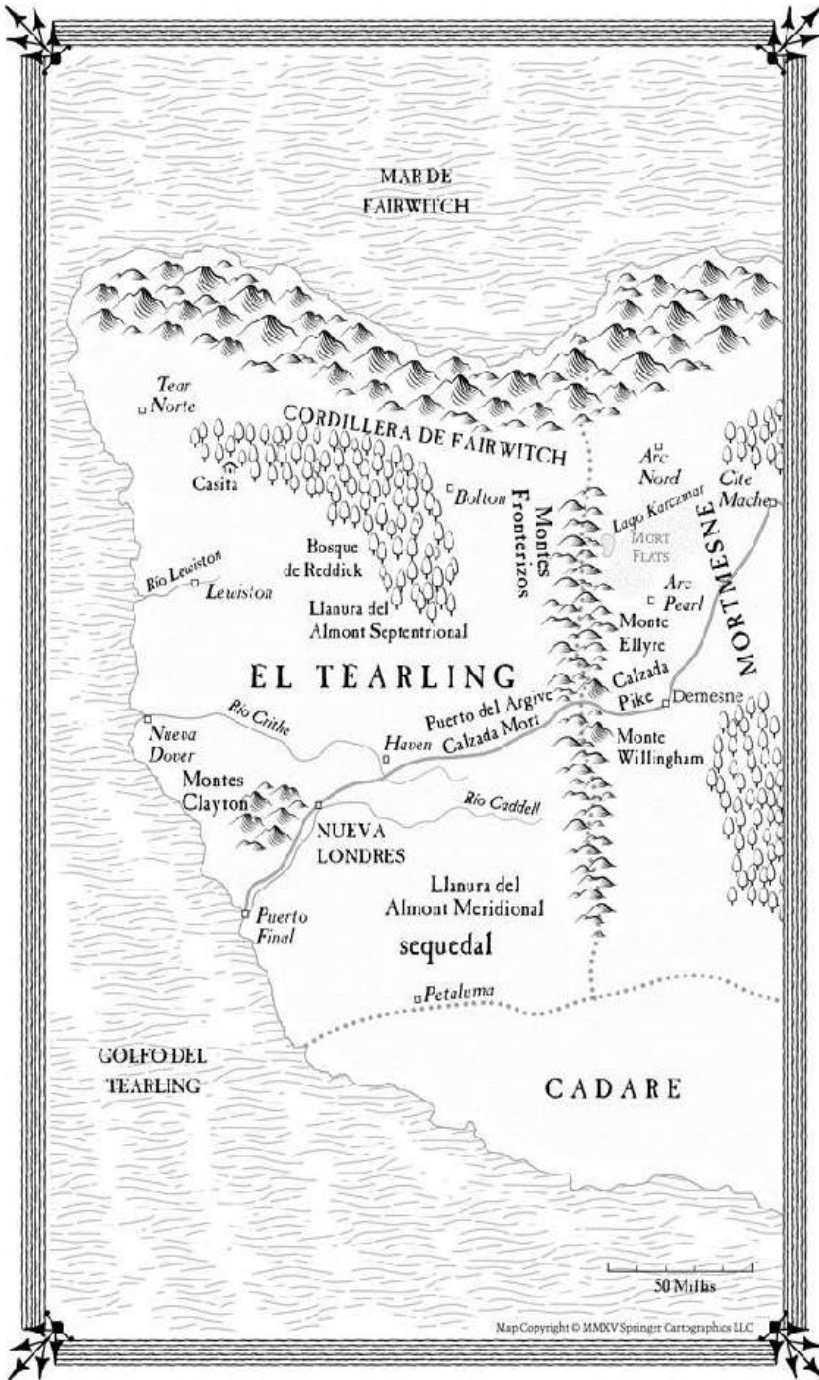 MAR DE
FAIRWITCH
Tear
Norte
CORDILLERA DE FAIRWITCH
Casita
Bolton
Arc
Nord
Cite
Mache
Montes
Fronterizos
Lago Karczmar
MORT
FLATS
Bosque
de Reddick
Río Lewiston
Lewiston
Llanura del
Almont Septentrional
Arc
Pearl
MORTMESNE
Monte
Ellyre
EL TEARLING
Calzada
Pike
Demesne
Puerto del Argive
Calzada Mort
Río Crithe
Nueva
Dover
Haven
Monte
Willingham
Montes
Clayton
Río Caddell
NUEVA
LONDRES
Llanura del
Almont Meridional
Puerto
Final
sequedal
Petaluma
GOLFO DEL
TEARLING
CADARE
50 Millas
Map Copyright © MMXV Springer Cartographics LLC